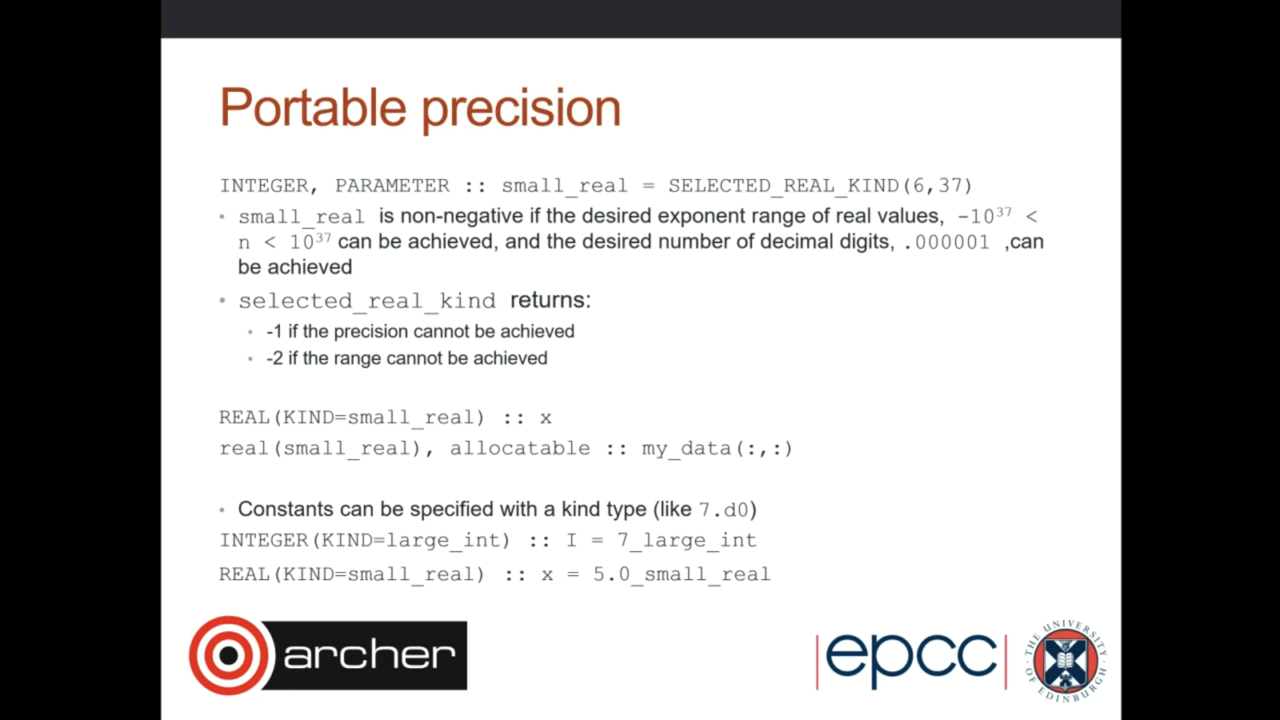 Portable precision
INTEGER, PARAMETER :: small_real = SELECTED_REAL_KIND(6,37)
• small_real is non-negative if the desired exponent range of real values, -10³⁷ <
n < 10³⁷ can be achieved, and the desired number of decimal digits, .000001 ,can
be achieved
• selected_real_kind returns:
• -1 if the precision cannot be achieved
• -2 if the range cannot be achieved
REAL(KIND=small_real) :: x
real(small_real), allocatable :: my_data(:,:)
• Constants can be specified with a kind type (like 7.d0)
INTEGER(KIND=large_int) :: I = 7_large_int
REAL(KIND=small_real) :: x = 5.0_small_real
archer
epcc
THE UNIVERSITY
OF EDINBURGH